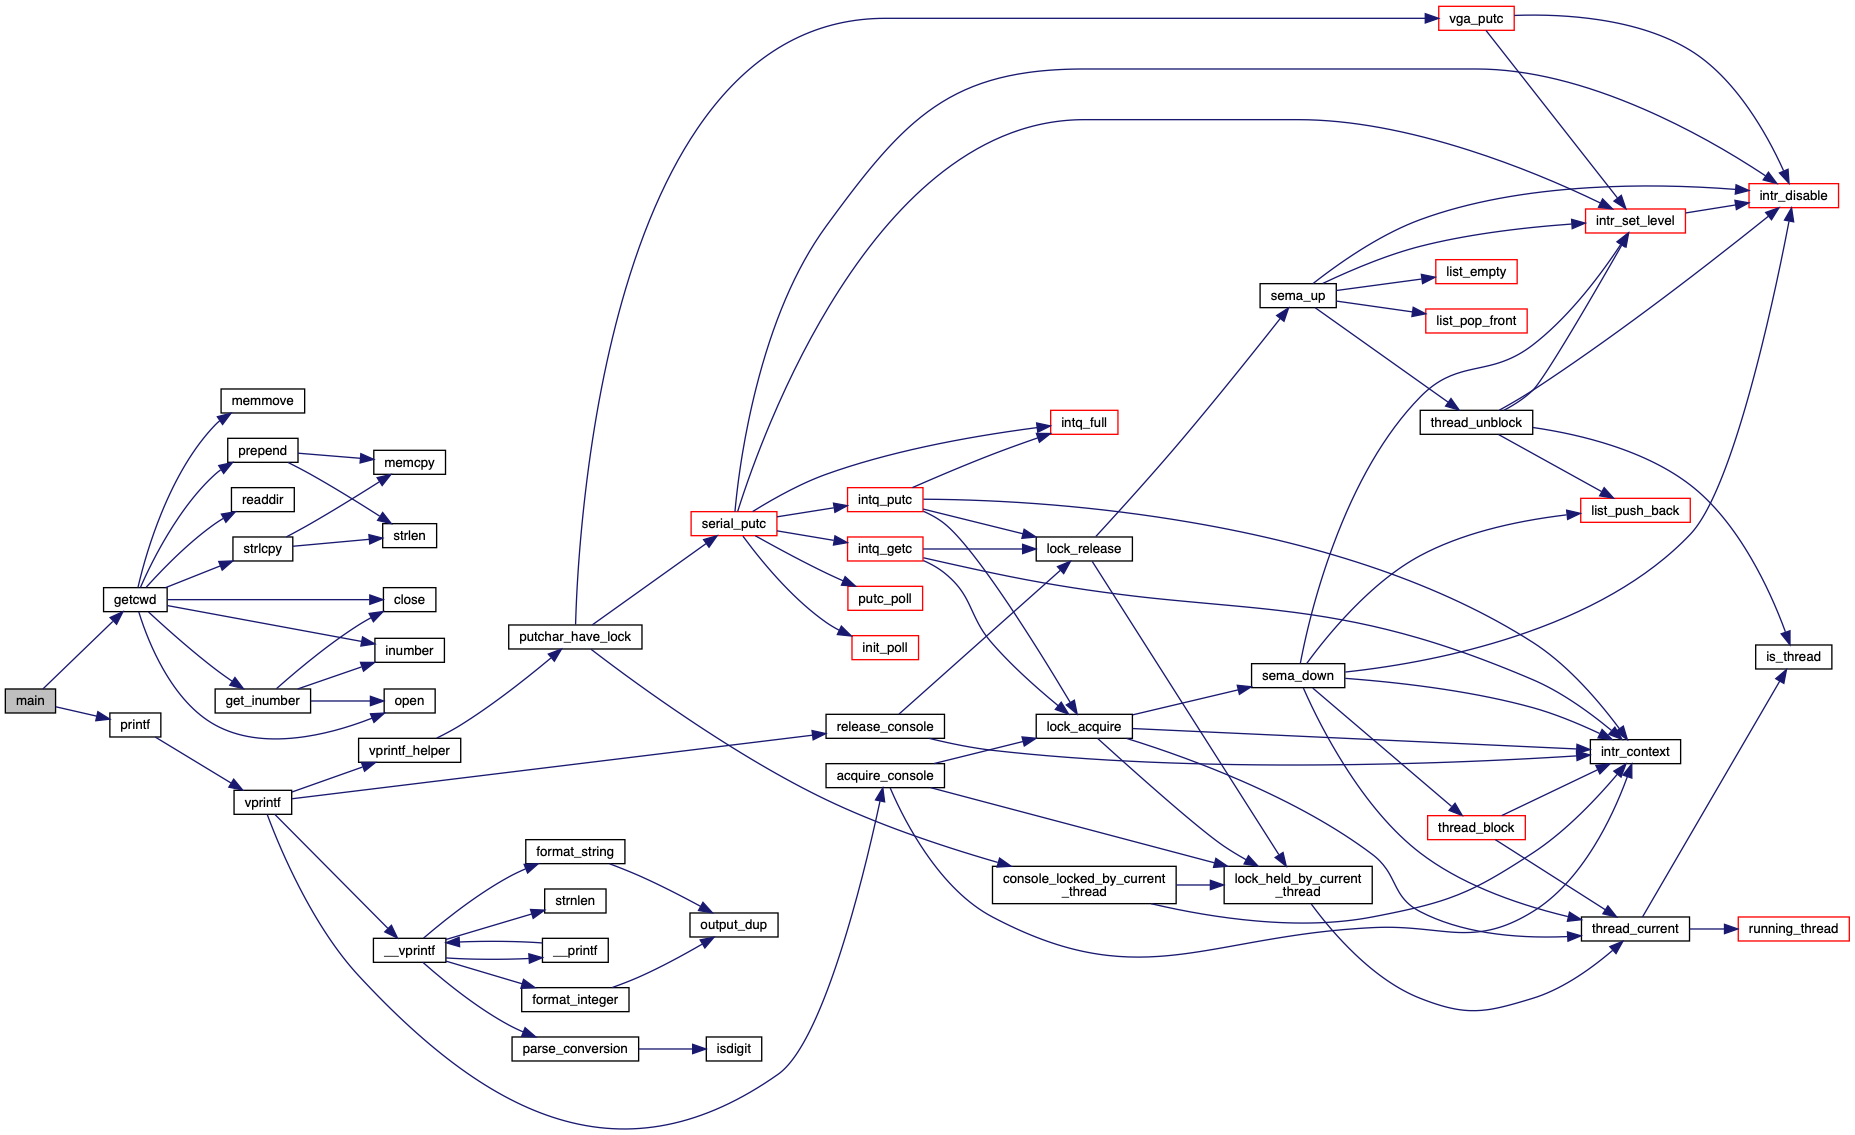 vga_putc
intr_disable
intr_set_level
list_empty
sema_up
list_pop_front
memmove
intq_full
thread_unblock
prepend
memcpy
readdir
intq_putc
list_push_back
serial_putc
strlen
strlcpy
intq_getc
lock_release
getcwd
close
putc_poll
putchar_have_lock
inumber
init_poll
is_thread
sema_down
main
get_inumber
open
printf
release_console
lock_acquire
vprintf_helper
intr_context
acquire_console
vprintf
thread_block
format_string
console_locked_by_current
_thread
lock_held_by_current
_thread
strnlen
output_dup
thread_current
running_thread
__vprintf
__printf
format_integer
parse_conversion
isdigit